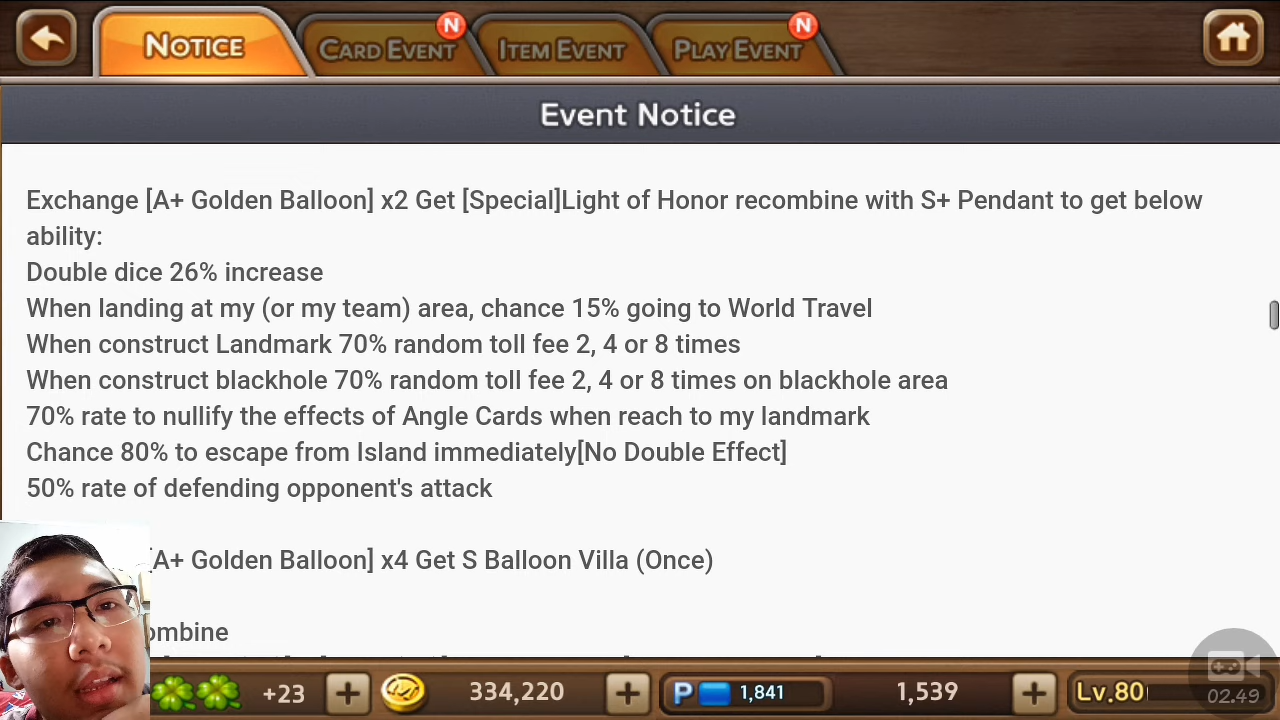 NOTICE
CARD EVENT
N
ITEM EVENT
PLAY EVENT
N
Event Notice
Exchange [A+ Golden Balloon] x2 Get [Special]Light of Honor recombine with S+ Pendant to get below
ability:
Double dice 26% increase
When landing at my (or my team) area, chance 15% going to World Travel
When construct Landmark 70% random toll fee 2, 4 or 8 times
When construct blackhole 70% random toll fee 2, 4 or 8 times on blackhole area
70% rate to nullify the effects of Angle Cards when reach to my landmark
Chance 80% to escape from Island immediately[No Double Effect]
50% rate of defending opponent's attack
[A+ Golden Balloon] x4 Get S Balloon Villa (Once)
ombine
+23
334,220
P 1,841
1,539
Lv.80
02.49